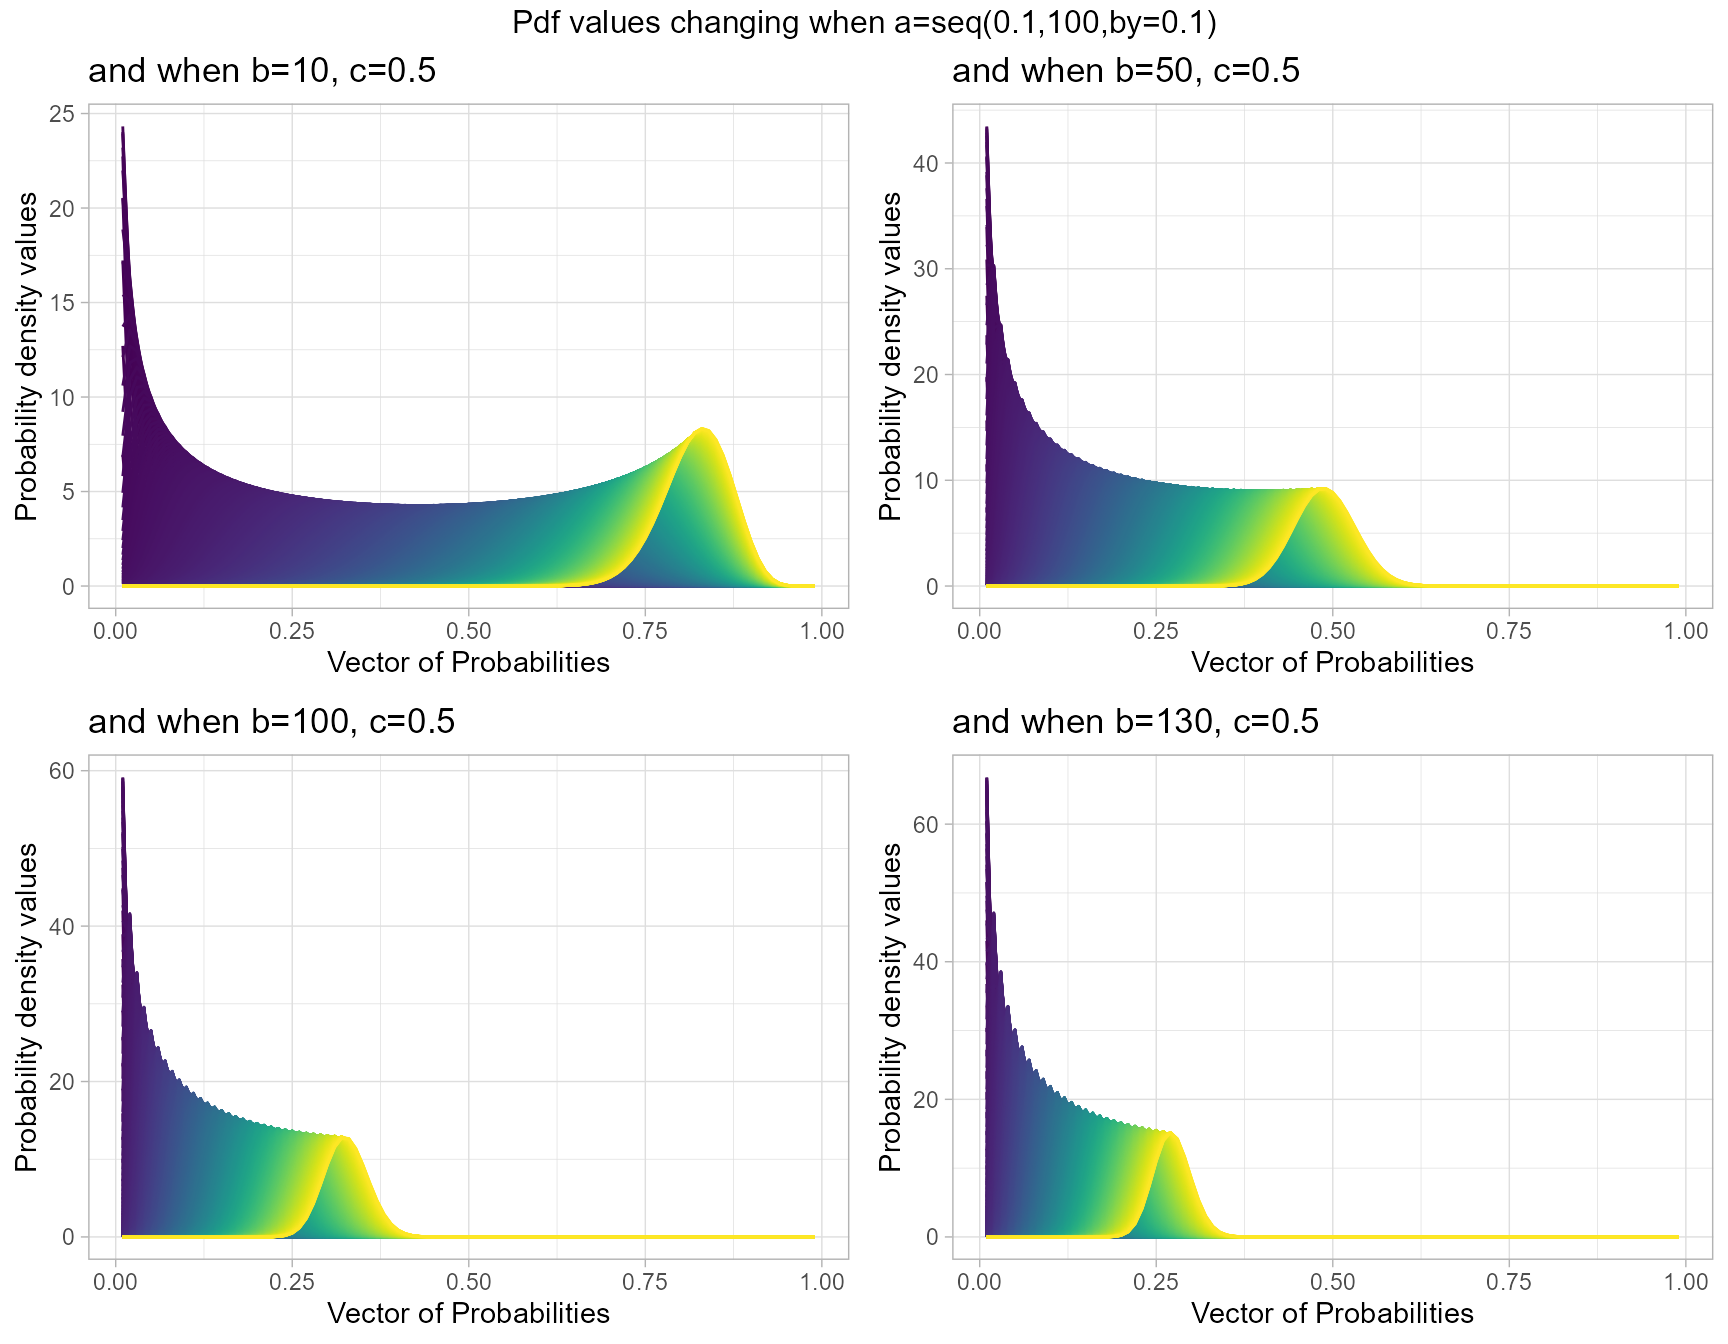 Pdf values changing when a=seq(0.1,100,by=0.1)
and when b=10, c=0.5
Probability density values
25
20
15
10
5
0
0.00 0.25 0.50 0.75 1.00
Vector of Probabilities
and when b=50, c=0.5
Probability density values
40
30
20
10
0
0.00 0.25 0.50 0.75 1.00
Vector of Probabilities
and when b=100, c=0.5
Probability density values
60
40
20
0
0.00 0.25 0.50 0.75 1.00
Vector of Probabilities
and when b=130, c=0.5
Probability density values
60
40
20
0
0.00 0.25 0.50 0.75 1.00
Vector of Probabilities